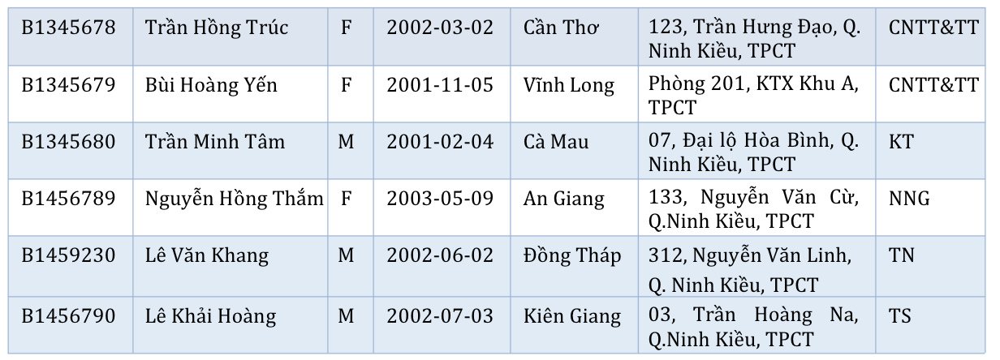 B1345678 Trần Hồng Trúc F 2002-03-02 Cần Thơ 123, Trần Hưng Đạo, Q. CNTT&TT
Ninh Kiều, TPCT
B1345679 Bùi Hoàng Yến F 2001-11-05 Vĩnh Long Phòng 201, KTX Khu A, CNTT&TT
TPCT
B1345680 Trần Minh Tâm M 2001-02-04 Cà Mau 07, Đại lộ Hòa Bình, Q. KT
Ninh Kiều, TPCT
B1456789 Nguyễn Hồng Thắm F 2003-05-09 An Giang 133, Nguyễn Văn Cừ, NNG
Q.Ninh Kiều, TPCT
B1459230 Lê Văn Khang M 2002-06-02 Đồng Tháp 312, Nguyễn Văn Linh, TN
Q. Ninh Kiều, TPCT
B1456790 Lê Khải Hoàng M 2002-07-03 Kiên Giang 03, Trần Hoàng Na, TS
Q.Ninh Kiều, TPCT